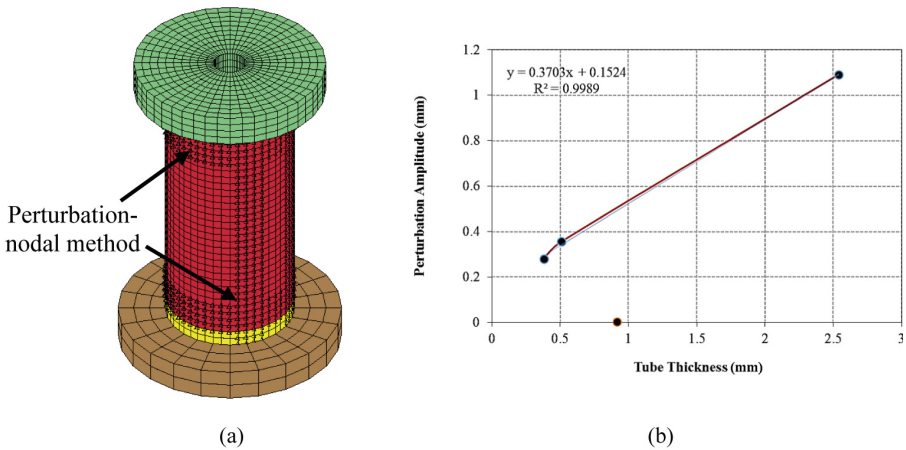 Perturbation-
nodal method
(a)
y = 0.3703x + 0.1524
R² = 0.9989
Perturbation Amplitude (mm)
1.2
1
0.8
0.6
0.4
0.2
0
0 0.5 1 1.5 2 2.5 3
Tube Thickness (mm)
(b)